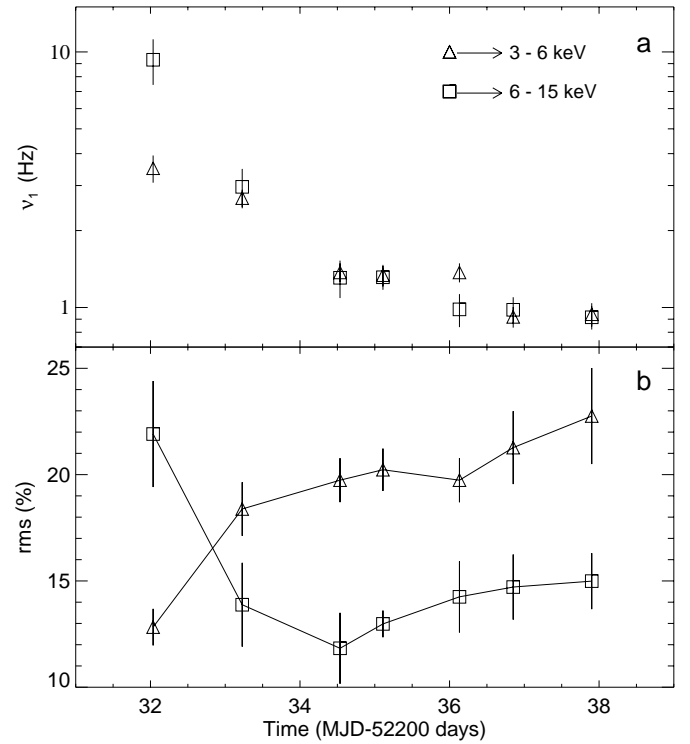 a
△→ 3 - 6 keV
□→ 6 - 15 keV
10
1
ν₁ (Hz)
b
25
20
15
10
rms (%)
32 34 36 38
Time (MJD-52200 days)